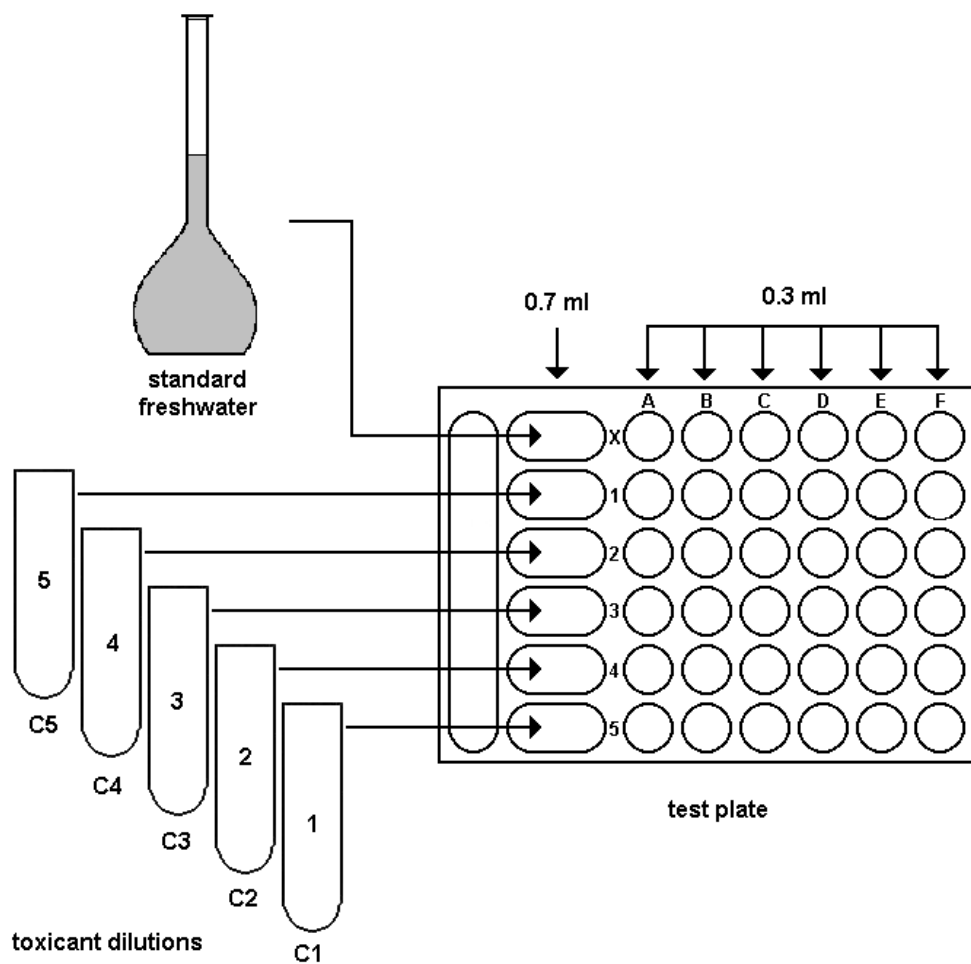 0.7 ml
0.3 ml
standard
freshwater
A B C D E F
X
1
2
3
4
5
5
C5
4
C4
3
C3
2
C2
1
C1
test plate
toxicant dilutions